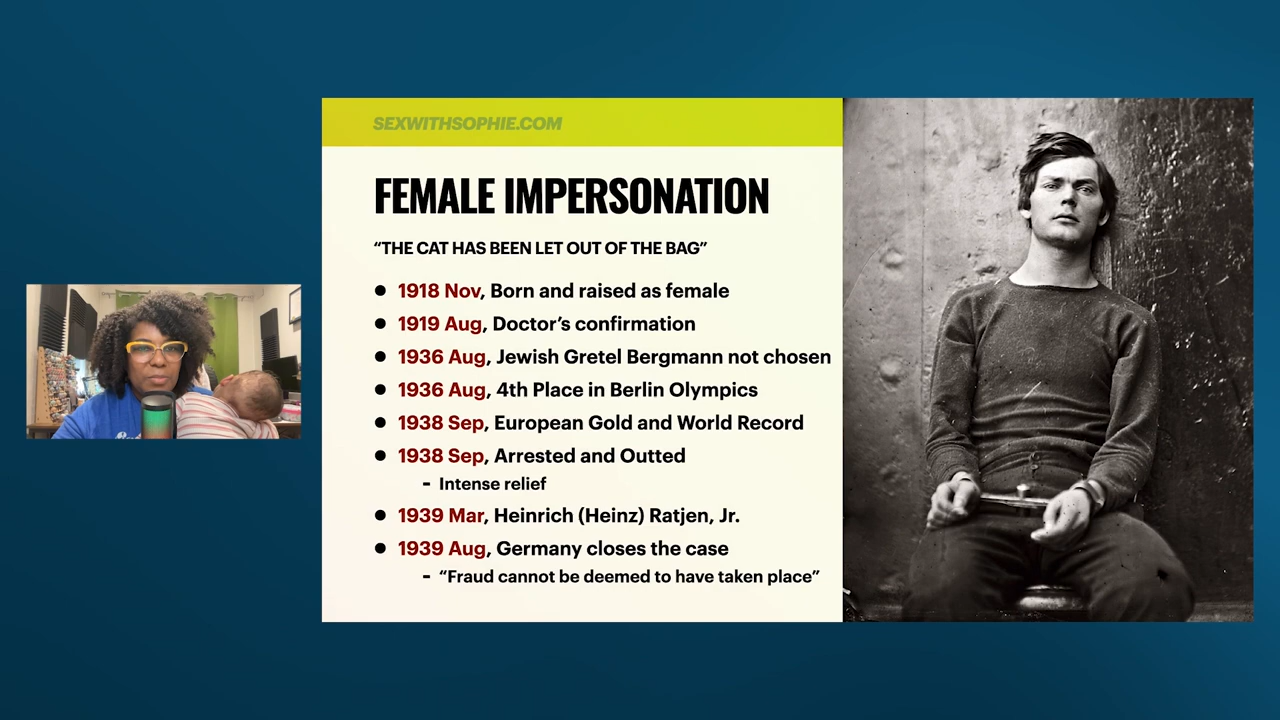 SEXWITHSOPHIE.COM
FEMALE IMPERSONATION
“THE CAT HAS BEEN LET OUT OF THE BAG”
● 1918 Nov, Born and raised as female
● 1919 Aug, Doctor’s confirmation
● 1936 Aug, Jewish Gretel Bergmann not chosen
● 1936 Aug, 4th Place in Berlin Olympics
● 1938 Sep, European Gold and World Record
● 1938 Sep, Arrested and Outted
- Intense relief
● 1939 Mar, Heinrich (Heinz) Ratjen, Jr.
● 1939 Aug, Germany closes the case
- “Fraud cannot be deemed to have taken place”